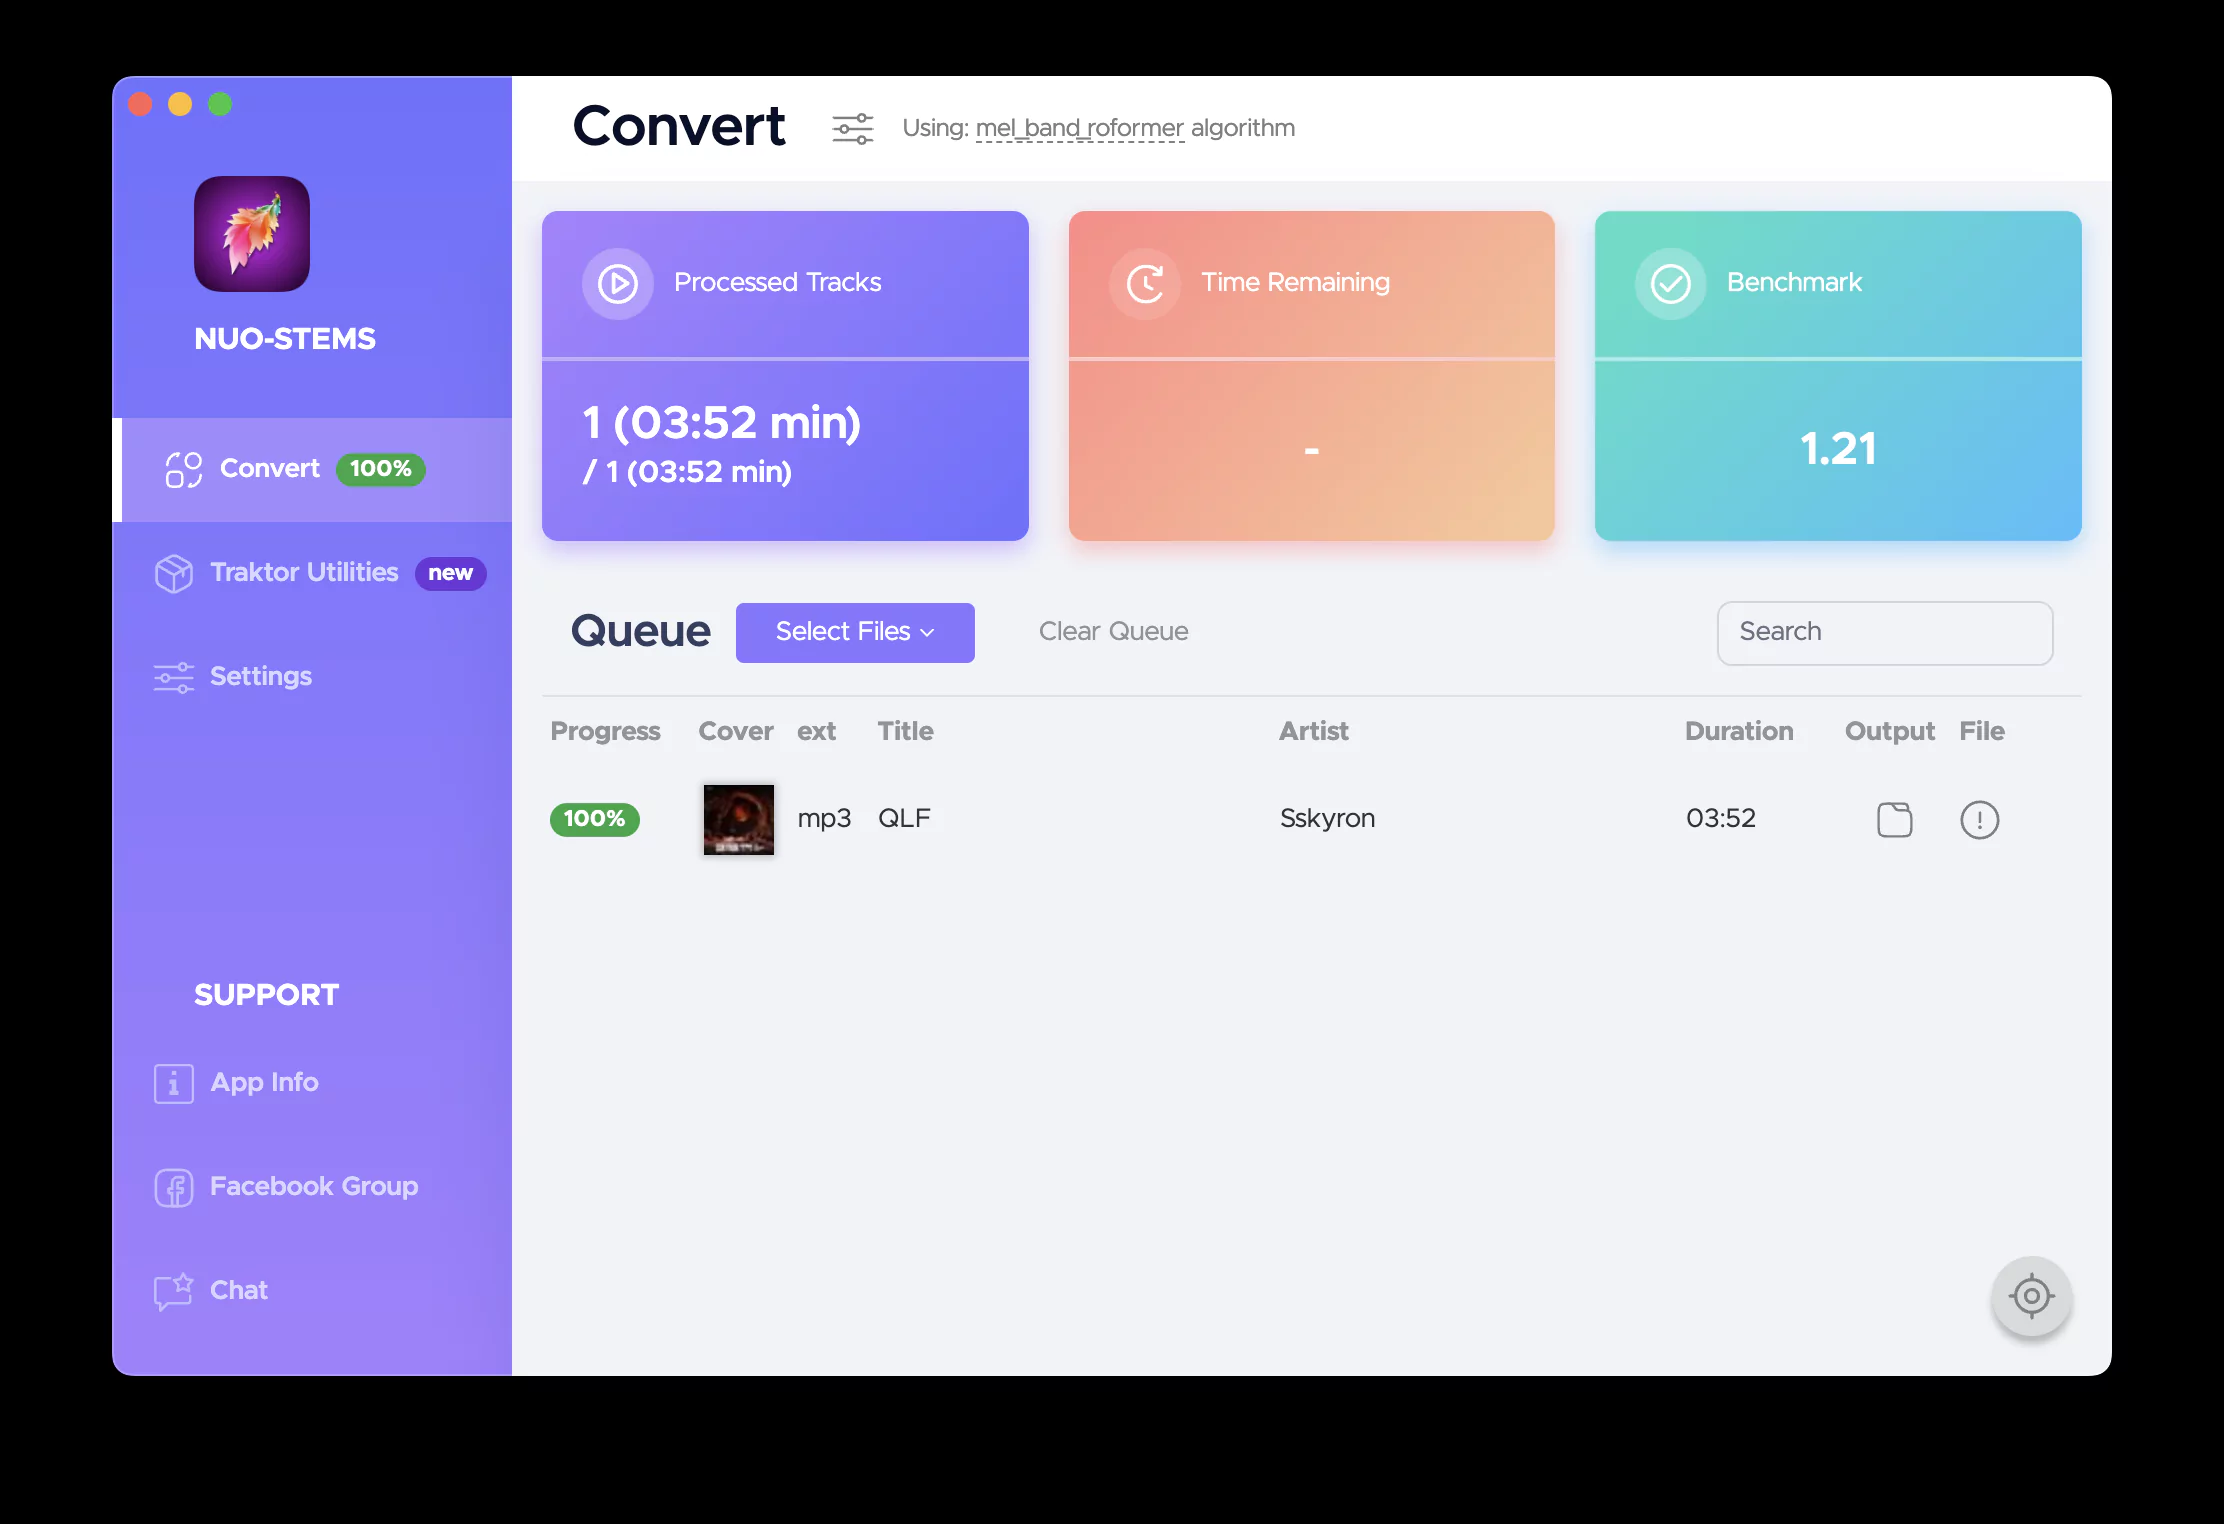 NUO-STEMS
Convert 100%
Traktor Utilities new
Settings
SUPPORT
App Info
Facebook Group
Chat
Convert
Using: mel_band_roformer algorithm
Processed Tracks
1 (03:52 min)
/ 1 (03:52 min)
Time Remaining
-
Benchmark
1.21
Queue
Select Files
Clear Queue
Search
Progress Cover ext Title Artist Duration Output File
100% mp3 QLF Sskyron 03:52